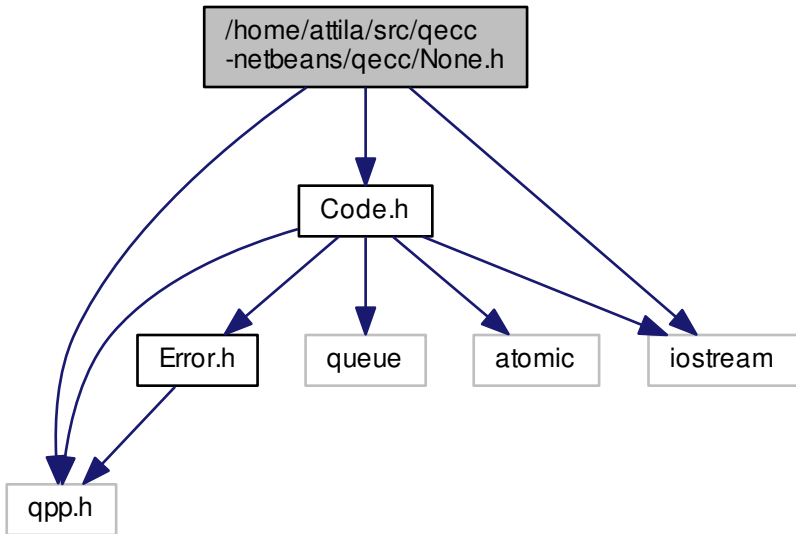 /home/attila/src/qecc
-netbeans/qecc/None.h
Code.h
Error.h
queue
atomic
iostream
qpp.h